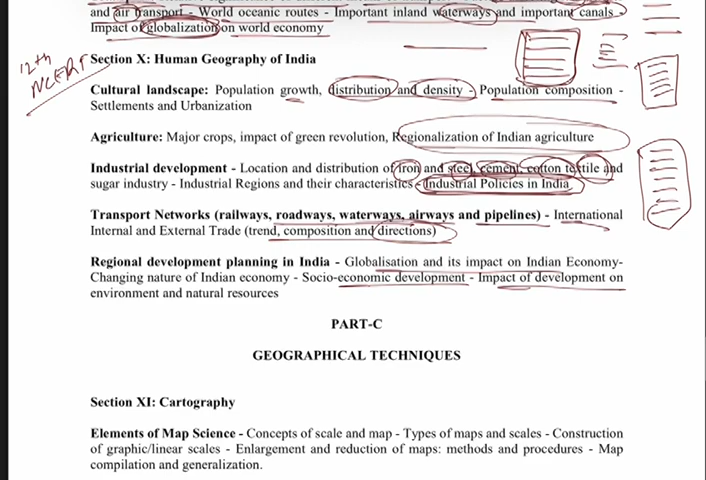 and air transport - World oceanic routes - Important inland waterways and important canals -
Impact of globalization on world economy
12th
NCERT
Section X: Human Geography of India
Cultural landscape: Population growth, distribution and density - Population composition -
Settlements and Urbanization
Agriculture: Major crops, impact of green revolution, Regionalization of Indian agriculture
Industrial development - Location and distribution of iron and steel, cement, cotton textile and
sugar industry - Industrial Regions and their characteristics - Industrial Policies in India
Transport Networks (railways, roadways, waterways, airways and pipelines) - International
Internal and External Trade (trend, composition and directions)
Regional development planning in India - Globalisation and its impact on Indian Economy-
Changing nature of Indian economy - Socio-economic development - Impact of development on
environment and natural resources
PART-C
GEOGRAPHICAL TECHNIQUES
Section XI: Cartography
Elements of Map Science - Concepts of scale and map - Types of maps and scales - Construction
of graphic/linear scales - Enlargement and reduction of maps: methods and procedures - Map
compilation and generalization.